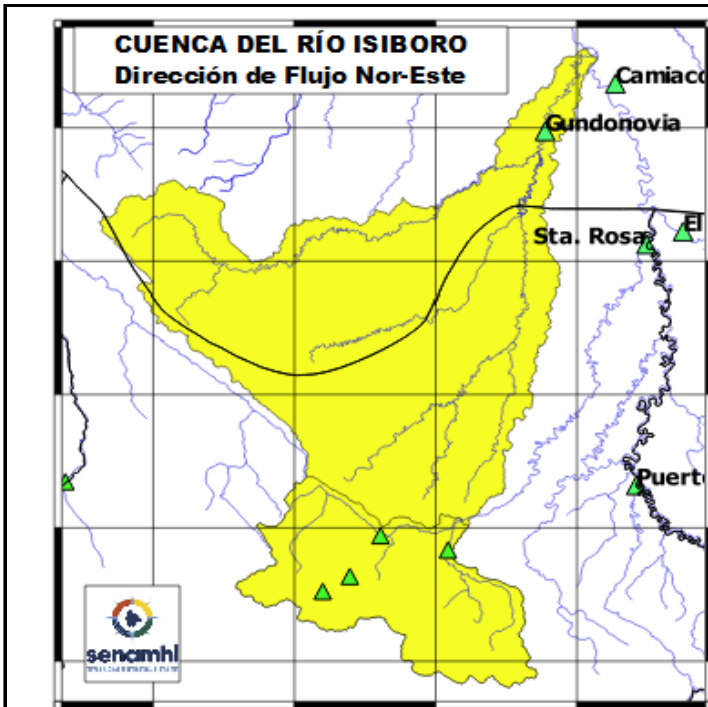 CUENCA DEL RÍO ISIBORO
Dirección de Flujo Nor-Este
Camiaco
Gundonovia
El
Sta. Rosa
Puerto
senamhi